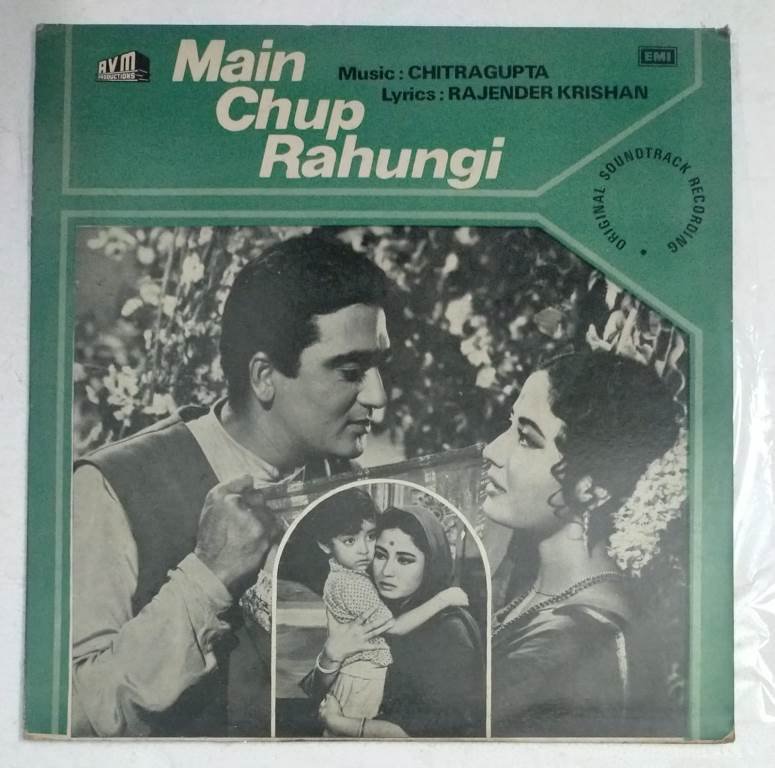 AVM
PRODUCTIONS
Main
Chup
Rahungi
Music : CHITRAGUPTA
Lyrics : RAJENDER KRISHAN
EMI
ORIGINAL SOUNDTRACK RECORDING •